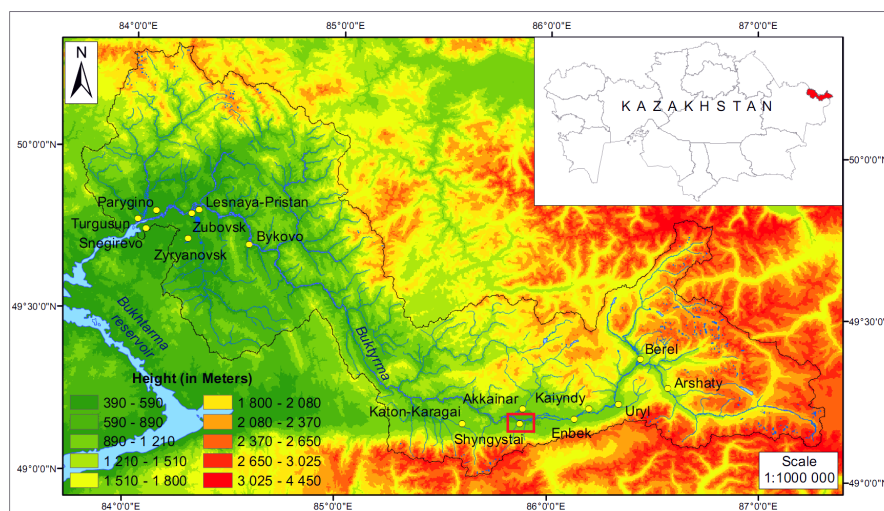 84°0'0"E 85°0'0"E 86°0'0"E 87°0'0"E
N
KAZAKHSTAN
50°0'0"N 50°0'0"N
Parygino Lesnaya-Pristan
Turgusun Zubovsk
Snegirevo Bykovo
Zyryanovsk
49°30'0"N 49°30'0"N
Bukhtarma
reservoir
Buktyrma
Berel
Arshaty
Height (in Meters)
390 - 590 1 800 - 2 080
590 - 890 2 080 - 2 370
890 - 1 210 2 370 - 2 650
1 210 - 1 510 2 650 - 3 025
1 510 - 1 800 3 025 - 4 450
Akkainar Kaiyndy
Katon-Karagai Uryl
Shyngystai Enbek
49°0'0"N 49°0'0"N
Scale
1:1000 000
84°0'0"E 85°0'0"E 86°0'0"E 87°0'0"E